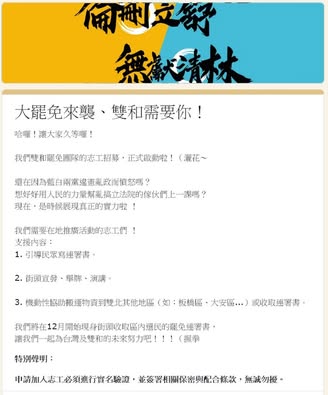 大罷免來襲、雙和需要你！
哈囉！讓大家久等囉！
我們雙和罷免團隊的志工招募，正式啟動啦！（灑花～
還在因為藍白兩黨違憲亂政而憤怒嗎？
想好好用人民的力量幫亂搞立法院的傢伙們上一課嗎？
現在，是時候展現真正的實力啦 ！
我們需要在地推廣活動的志工們 ！
支援內容：
1. 引導民眾寫連署書。
2. 街頭宣發、舉牌、演講。
3. 機動性協助搬運物資到雙北其他地區（如：板橋區、大安區...）或收取連署書。
我們將在12月開始現身街頭收取區內選民的罷免連署書，
讓我們一起為台灣及雙和的未來努力吧！！！（握拳
特別聲明：
申請加入志工必須進行實名驗證，並簽署相關保密與配合條款，無誠勿擾。